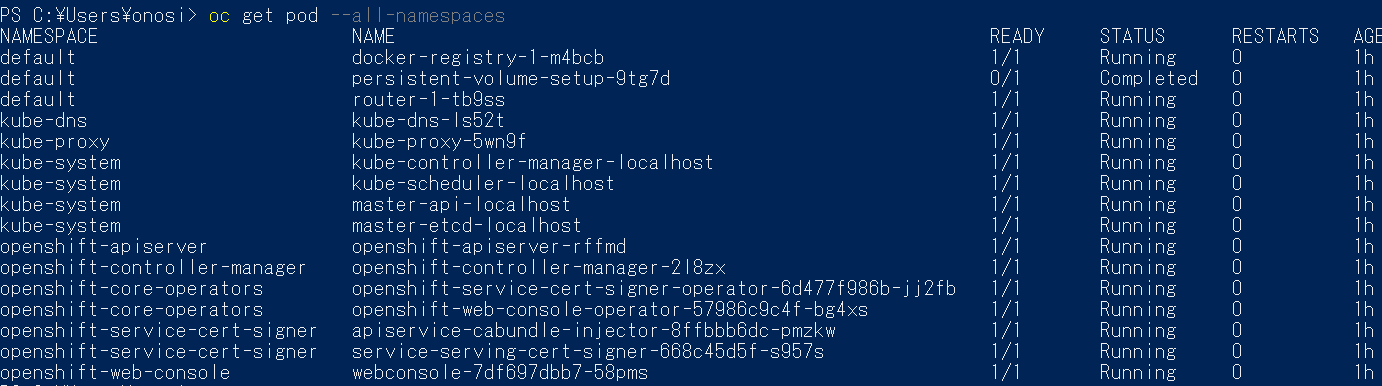 PS C:¥Users¥onosi> oc get pod --all-namespaces
NAMESPACE NAME READY STATUS RESTARTS AGE
default docker-registry-1-m4bcb 1/1 Running 0 1h
default persistent-volume-setup-9tg7d 0/1 Completed 0 1h
default router-1-tb9ss 1/1 Running 0 1h
kube-dns kube-dns-ls52t 1/1 Running 0 1h
kube-proxy kube-proxy-5wn9f 1/1 Running 0 1h
kube-system kube-controller-manager-localhost 1/1 Running 0 1h
kube-system kube-scheduler-localhost 1/1 Running 0 1h
kube-system master-api-localhost 1/1 Running 0 1h
kube-system master-etcd-localhost 1/1 Running 0 1h
openshift-apiserver openshift-apiserver-rffmd 1/1 Running 0 1h
openshift-controller-manager openshift-controller-manager-2l8zx 1/1 Running 0 1h
openshift-core-operators openshift-service-cert-signer-operator-6d477f986b-jj2fb 1/1 Running 0 1h
openshift-core-operators openshift-web-console-operator-57986c9c4f-bg4xs 1/1 Running 0 1h
openshift-service-cert-signer apiservice-cabundle-injector-8ffbbb6dc-pmzkw 1/1 Running 0 1h
openshift-service-cert-signer service-serving-cert-signer-668c45d5f-s957s 1/1 Running 0 1h
openshift-web-console webconsole-7df697dbb7-58pms 1/1 Running 0 1h